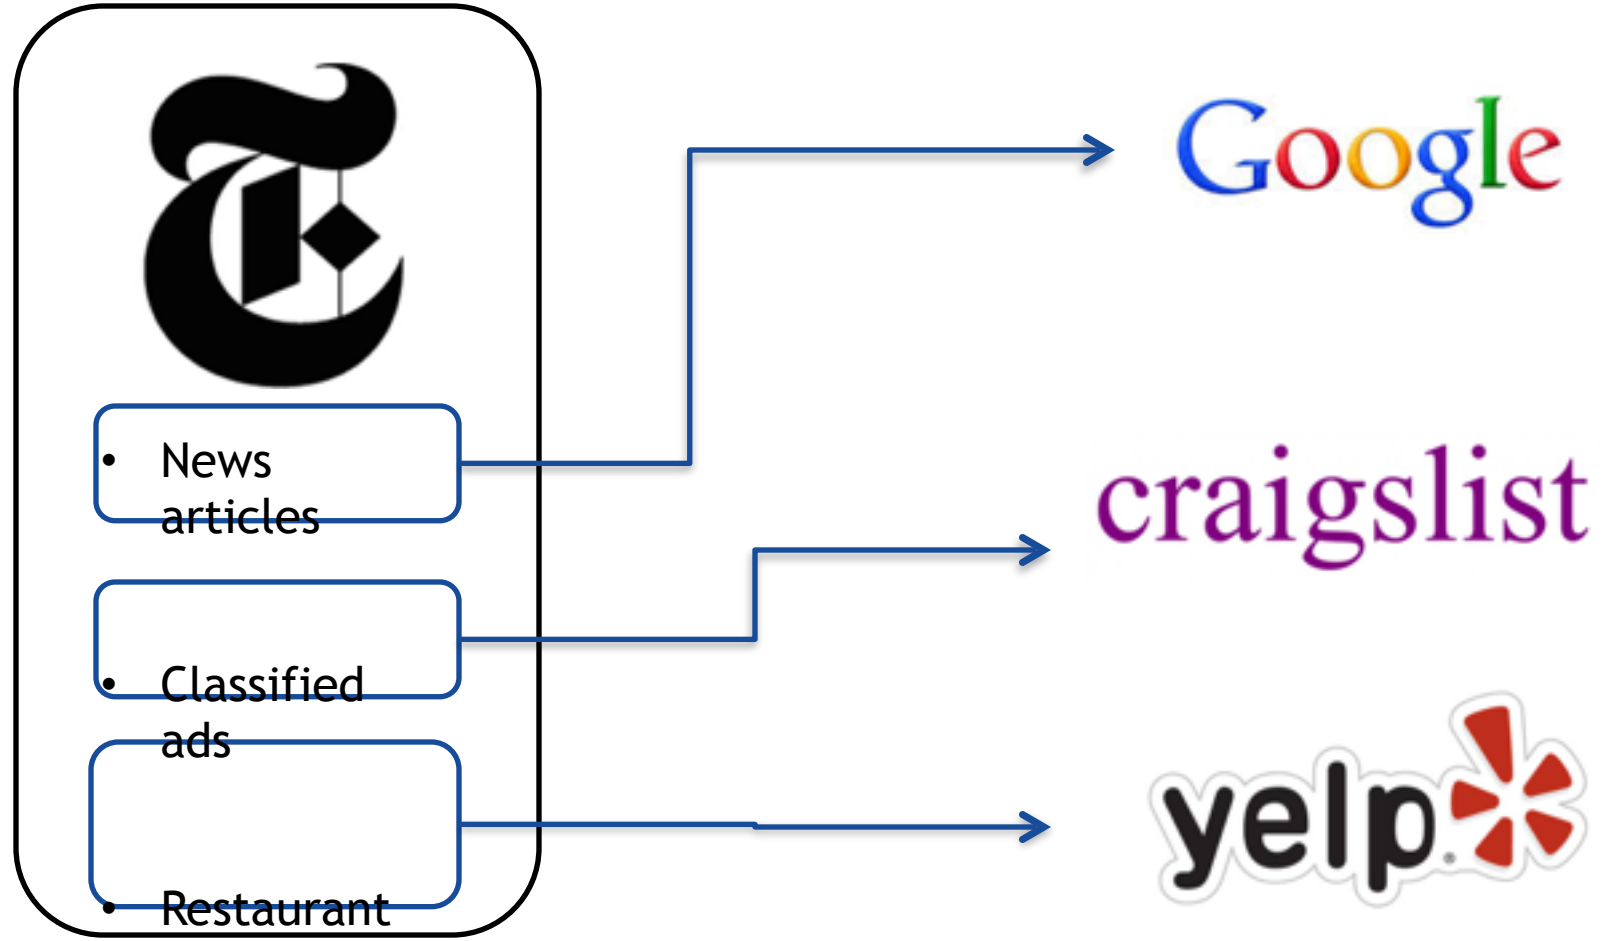 Google
• News
articles
craigslist
• Classified
ads
yelp
• Restaurant